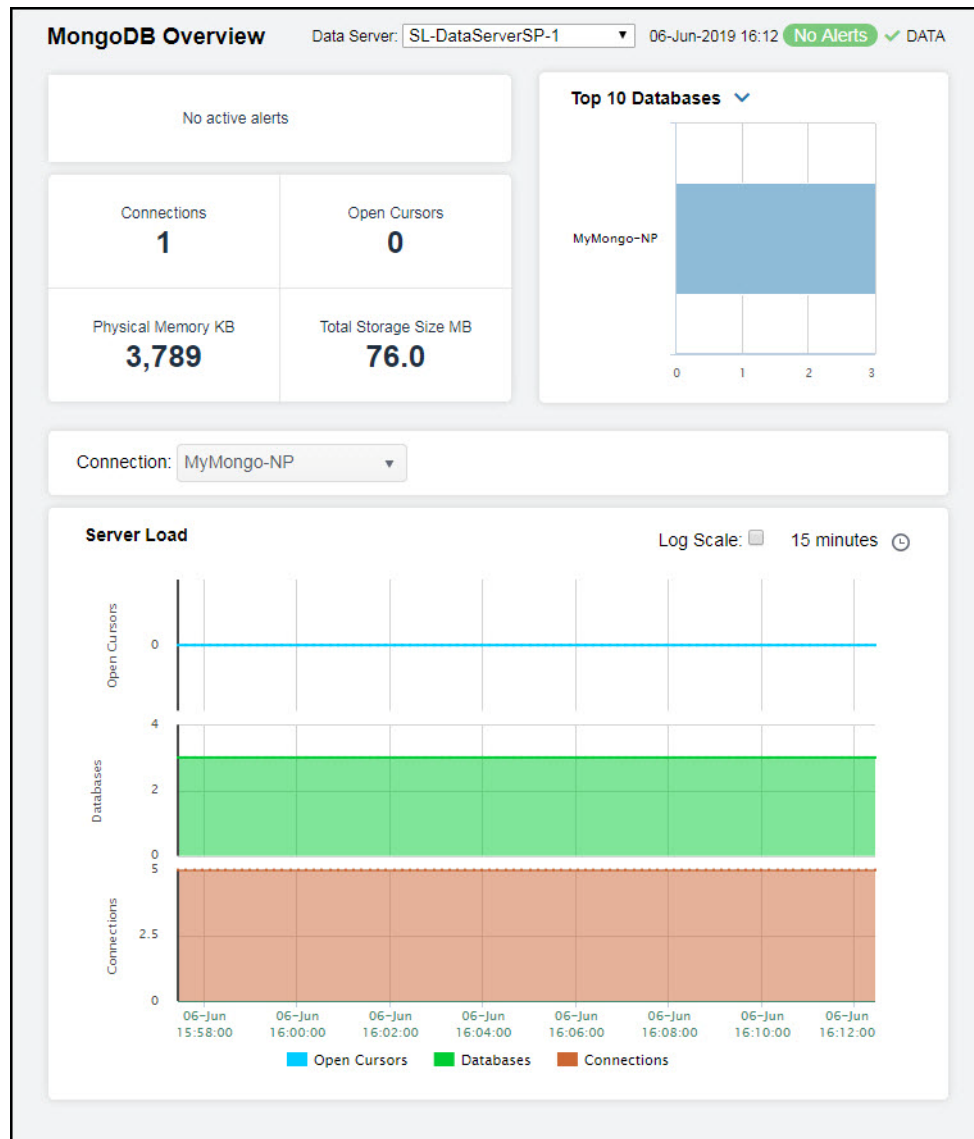 MongoDB Overview
Data Server: SL-DataServerSP-1 06-Jun-2019 16:12 No Alerts DATA
No active alerts
Connections
1
Open Cursors
0
Physical Memory KB
3,789
Total Storage Size MB
76.0
Top 10 Databases
MyMongo-NP
0 1 2 3
Connection: MyMongo-NP
Server Load
Log Scale: 15 minutes
Open Cursors
0
Databases
4
2
0
Connections
5
2.5
0
06-Jun 06-Jun 06-Jun 06-Jun 06-Jun 06-Jun 06-Jun 06-Jun
15:58:00 16:00:00 16:02:00 16:04:00 16:06:00 16:08:00 16:10:00 16:12:00
Open Cursors Databases Connections